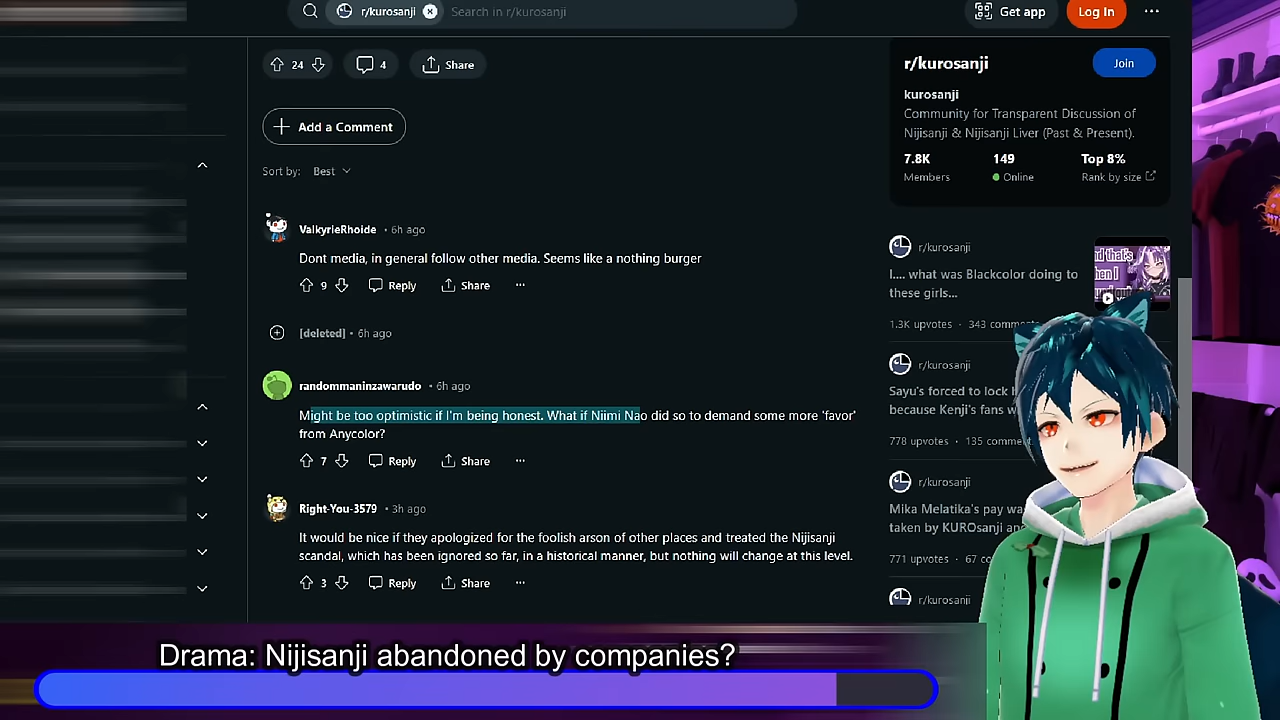 r/kurosanji
Search in r/kurosanji
Get app
Log In
24
4
Share
Add a Comment
Sort by: Best
ValkyrieRhoide • 6h ago
Dont media, in general follow other media. Seems like a nothing burger
9
Reply
Share
[deleted] • 6h ago
randommaninzawarudo • 6h ago
Might be too optimistic if I'm being honest. What if Niimi Nao did so to demand some more 'favor'
from Anycolor?
7
Reply
Share
Right-You-3579 • 3h ago
It would be nice if they apologized for the foolish arson of other places and treated the Nijisanji
scandal, which has been ignored so far, in a historical manner, but nothing will change at this level.
3
Reply
Share
r/kurosanji
Join
kurosanji
Community for Transparent Discussion of
Nijisanji & Nijisanji Liver (Past & Present).
7.8K
149
Top 8%
Members
Online
Rank by size
r/kurosanji
I.... what was Blackcolor doing to
these girls...
1.3K upvotes · 343
r/kurosanji
Sayu's forced to lock
because Kenji's fans
778 upvotes · 135
r/kurosanji
Mika Melatika's pay
taken by KUROsanji
771 upvotes · 67
r/kurosanji
Drama: Nijisanji abandoned by companies?